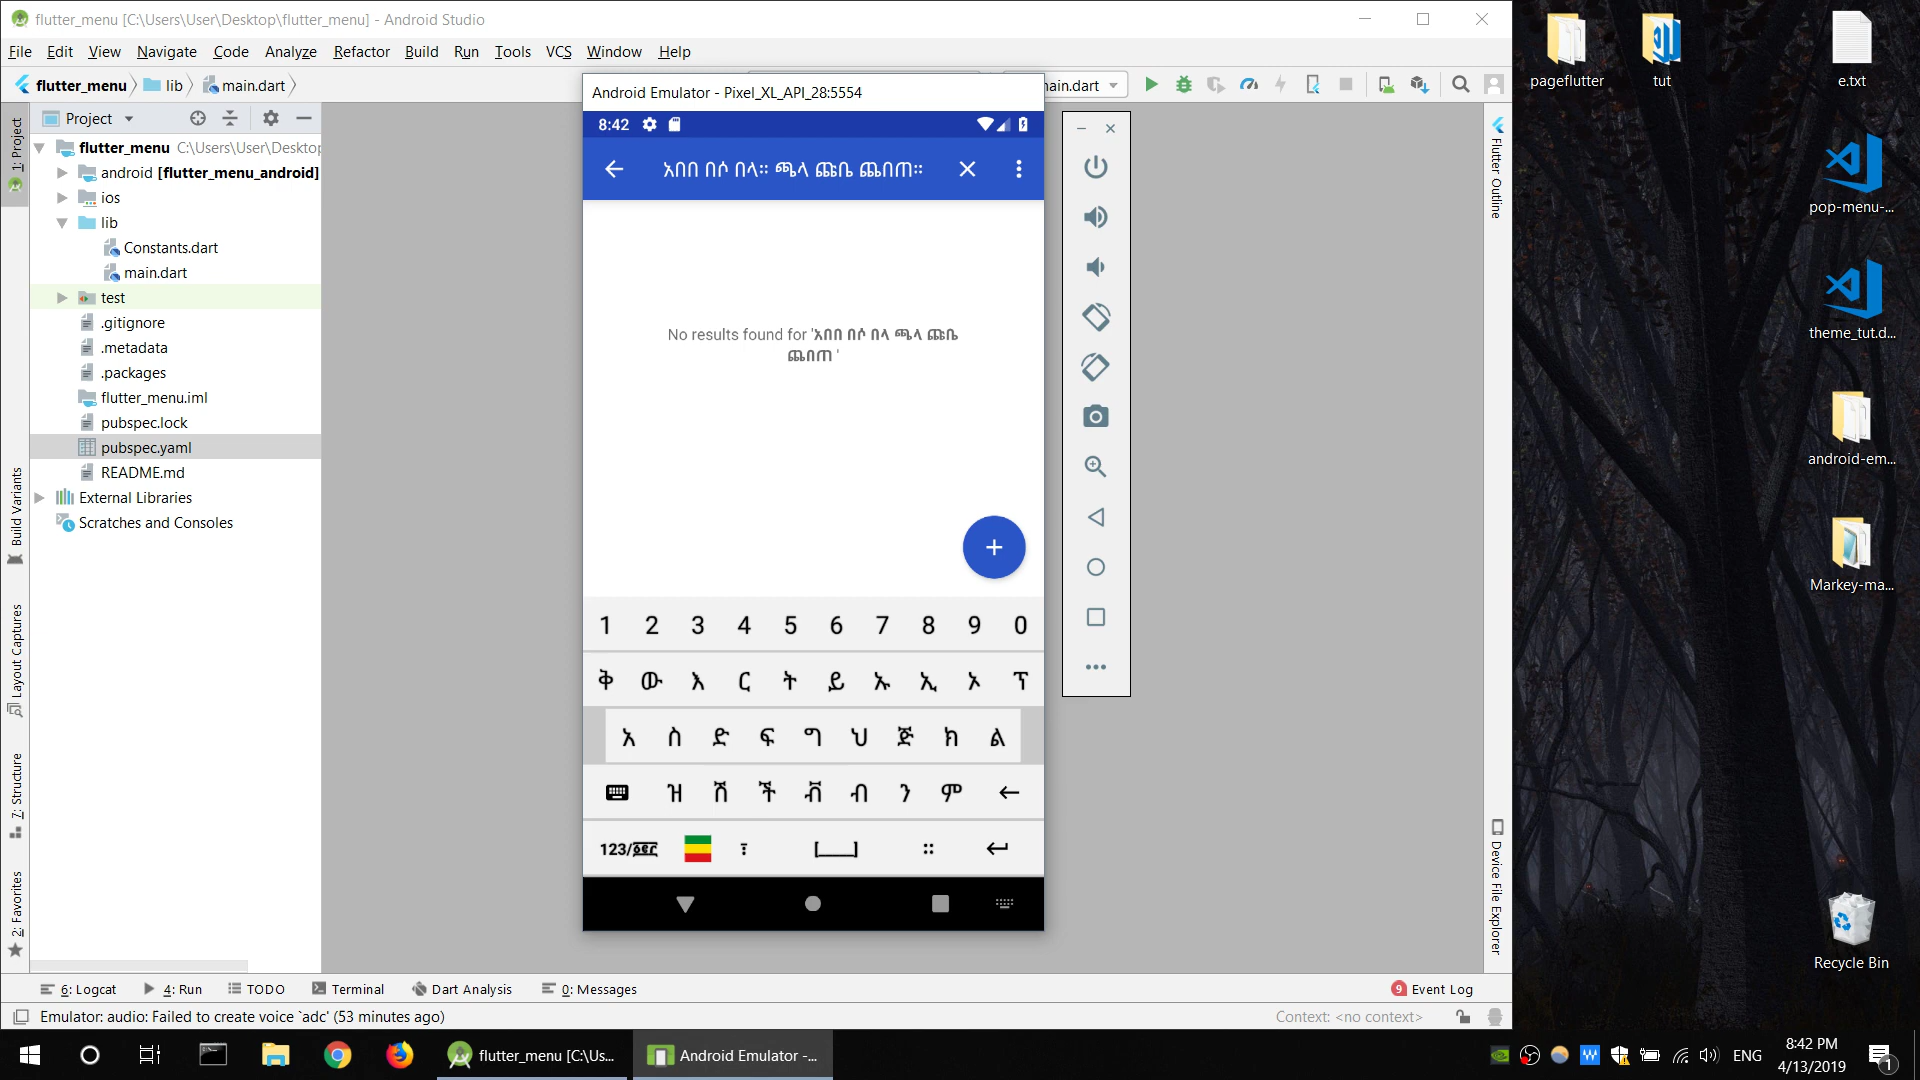 flutter_menu [C:\Users\User\Desktop\flutter_menu] - Android Studio
File Edit View Navigate Code Analyze Refactor Build Run Tools VCS Window Help
flutter_menu lib main.dart
main.dart
Project
1: Project
flutter_menu C:\Users\User\Desktop
android [flutter_menu_android]
ios
lib
Constants.dart
main.dart
test
.gitignore
.metadata
.packages
flutter_menu.iml
pubspec.lock
pubspec.yaml
README.md
External Libraries
Scratches and Consoles
Build Variants
Layout Captures
7: Structure
2: Favorites
Android Emulator - Pixel_XL_API_28:5554
8:42
አበበ በሶ በላ። ጫላ ጩቤ ጨበጠ።
No results found for 'አበበ በሶ በላ ጫላ ጩቤ
ጨበጠ '
1 2 3 4 5 6 7 8 9 0
ቅ ው እ ር ት ይ ኡ ኢ ኦ ፕ
አ ስ ድ ፍ ግ ህ ጅ ክ ል
ዝ ሽ ች ቭ ብ ን ም ←
፣ [___] ።
Flutter Outline
Device File Explorer
6: Logcat 4: Run TODO Terminal Dart Analysis 0: Messages 9 Event Log
Emulator: audio: Failed to create voice `adc' (53 minutes ago) Context: <no context>
pageflutter
tut
e.txt
pop-menu-...
theme_tut.d...
android-em...
Markey-ma...
Recycle Bin
flutter_menu [C:\Us...
Android Emulator -...
ENG
8:42 PM
4/13/2019
1